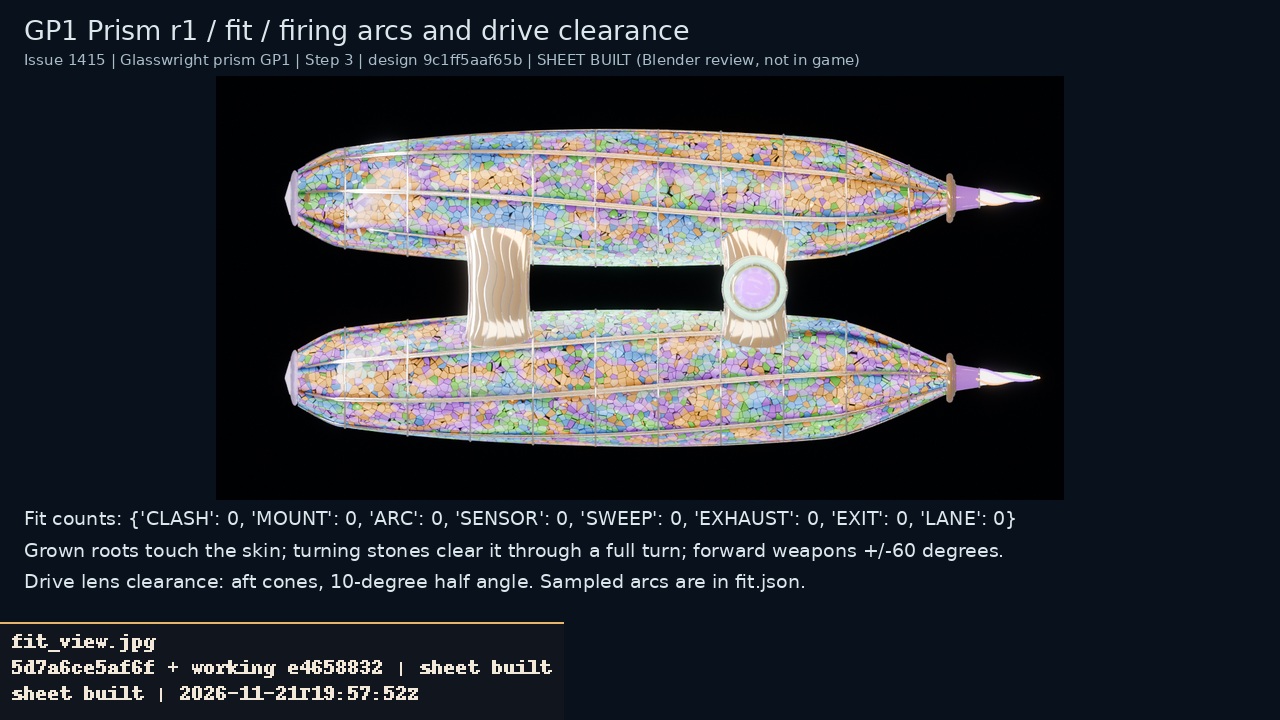 GP1 Prism r1 / fit / firing arcs and drive clearance
Issue 1415 | Glasswright prism GP1 | Step 3 | design 9c1ff5aaf65b | SHEET BUILT (Blender review, not in game)
Fit counts: {'CLASH': 0, 'MOUNT': 0, 'ARC': 0, 'SENSOR': 0, 'SWEEP': 0, 'EXHAUST': 0, 'EXIT': 0, 'LANE': 0}
Grown roots touch the skin; turning stones clear it through a full turn; forward weapons +/-60 degrees.
Drive lens clearance: aft cones, 10-degree half angle. Sampled arcs are in fit.json.
fit_view.jpg
5d7a6ce5af6f + working e4658832 | sheet built
sheet built | 2026-11-21T19:57:52Z